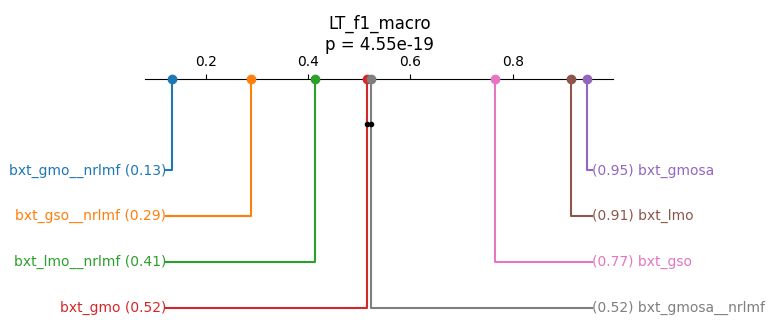 LT_f1_macro
p = 4.55e-19
0.2 0.4 0.6 0.8
bxt_gmo__nrlmf (0.13) (0.95) bxt_gmosa
bxt_gso__nrlmf (0.29) (0.91) bxt_lmo
bxt_lmo__nrlmf (0.41) (0.77) bxt_gso
bxt_gmo (0.52) (0.52) bxt_gmosa__nrlmf